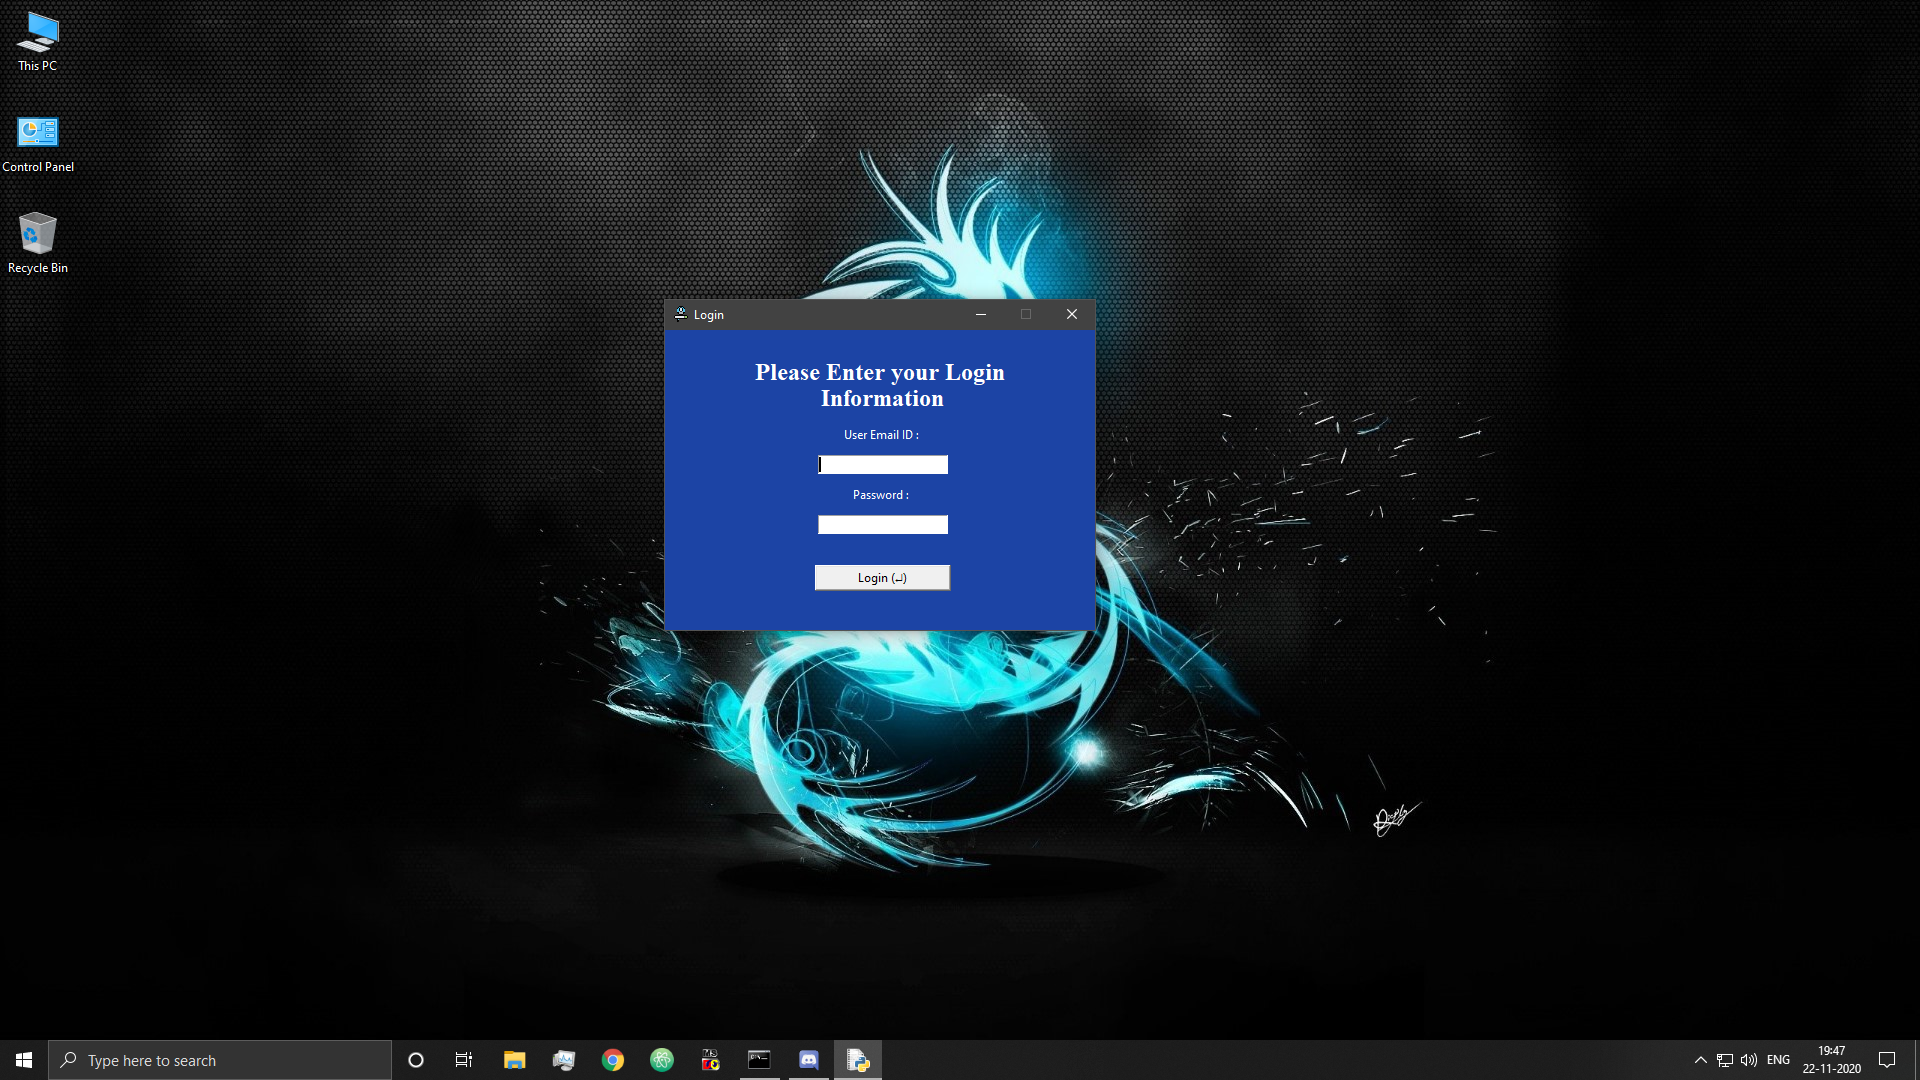 This PC
Control Panel
Recycle Bin
Login
Please Enter your Login
Information
User Email ID :
Password :
Login (↵)
Type here to search
ENG
19:47
22-11-2020